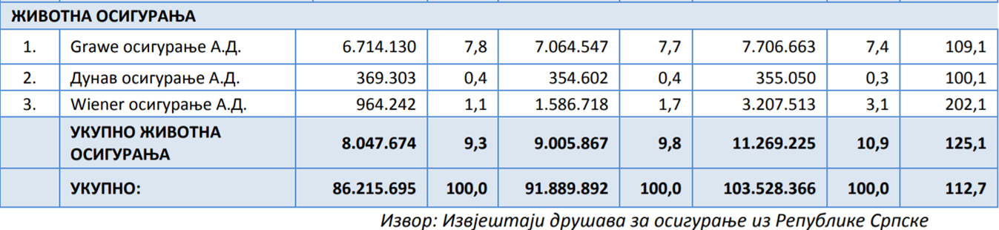 ЖИВОТНА ОСИГУРАЊА
1. Grawe осигурање А.Д. 6.714.130 7,8 7.064.547 7,7 7.706.663 7,4 109,1
2. Дунав осигурање А.Д. 369.303 0,4 354.602 0,4 355.050 0,3 100,1
3. Wiener осигурање А.Д. 964.242 1,1 1.586.718 1,7 3.207.513 3,1 202,1
УКУПНО ЖИВОТНА
ОСИГУРАЊА 8.047.674 9,3 9.005.867 9,8 11.269.225 10,9 125,1
УКУПНО: 86.215.695 100,0 91.889.892 100,0 103.528.366 100,0 112,7
Извор: Извјештаји друшава за осигурање из Републике Српске